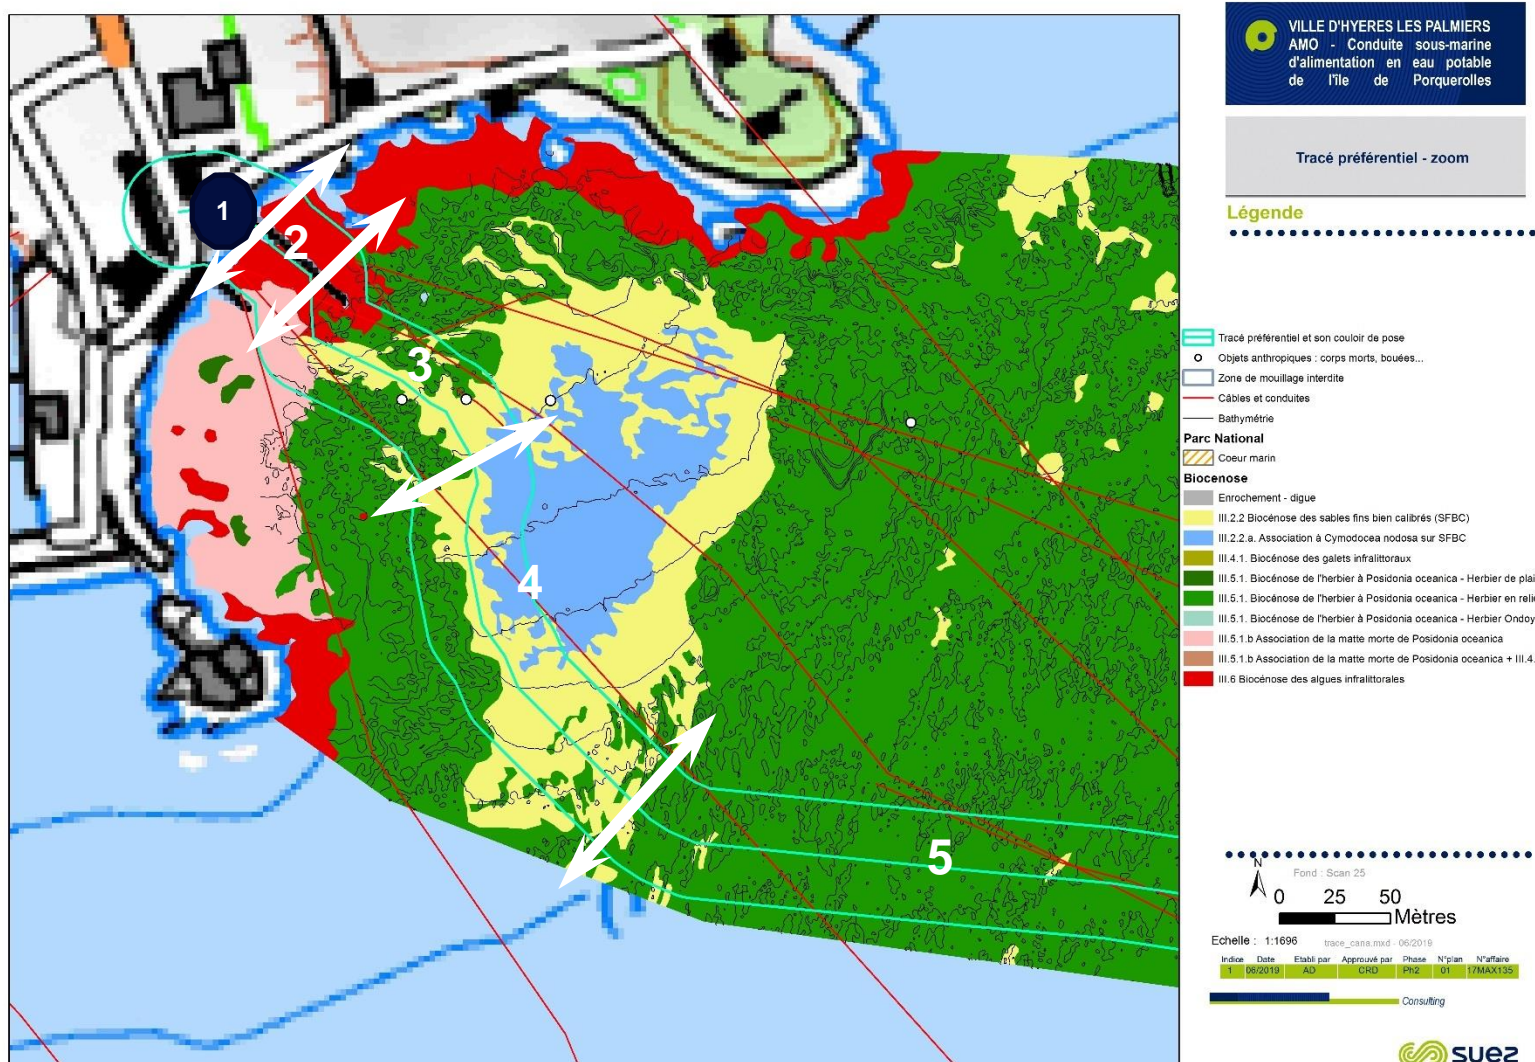 VILLE D'HYERES LES PALMIERS
AMO - Conduite sous-marine
d'alimentation en eau potable
de l'île de Porquerolles
Tracé préférentiel - zoom
Légende
Tracé préférentiel et son couloir de pose
Objets anthropiques : corps morts, bouées...
Zone de mouillage interdite
Câbles et conduites
Bathymétrie
Parc National
Coeur marin
Biocenose
Enrochement - digue
III.2.2 Biocénose des sables fins bien calibrés (SFBC)
III.2.2.a. Association à Cymodocea nodosa sur SFBC
III.4.1. Biocénose des galets infralittoraux
III.5.1. Biocénose de l'herbier à Posidonia oceanica - Herbier de plai
III.5.1. Biocénose de l'herbier à Posidonia oceanica - Herbier en relie
III.5.1. Biocénose de l'herbier à Posidonia oceanica - Herbier Ondoy
III.5.1.b Association de la matte morte de Posidonia oceanica
III.5.1.b Association de la matte morte de Posidonia oceanica + III.4.
III.6 Biocénose des algues infralittorales
1
2
3
4
5
N
Fond : Scan 25
0 25 50
Mètres
Echelle : 1:1696 trace_cana.mxd - 06/2019
Indice Date Etabli par Approuvé par Phase N°plan N°affaire
1 06/2019 AD CRD Ph2 01 17MAX135
Consulting
suez